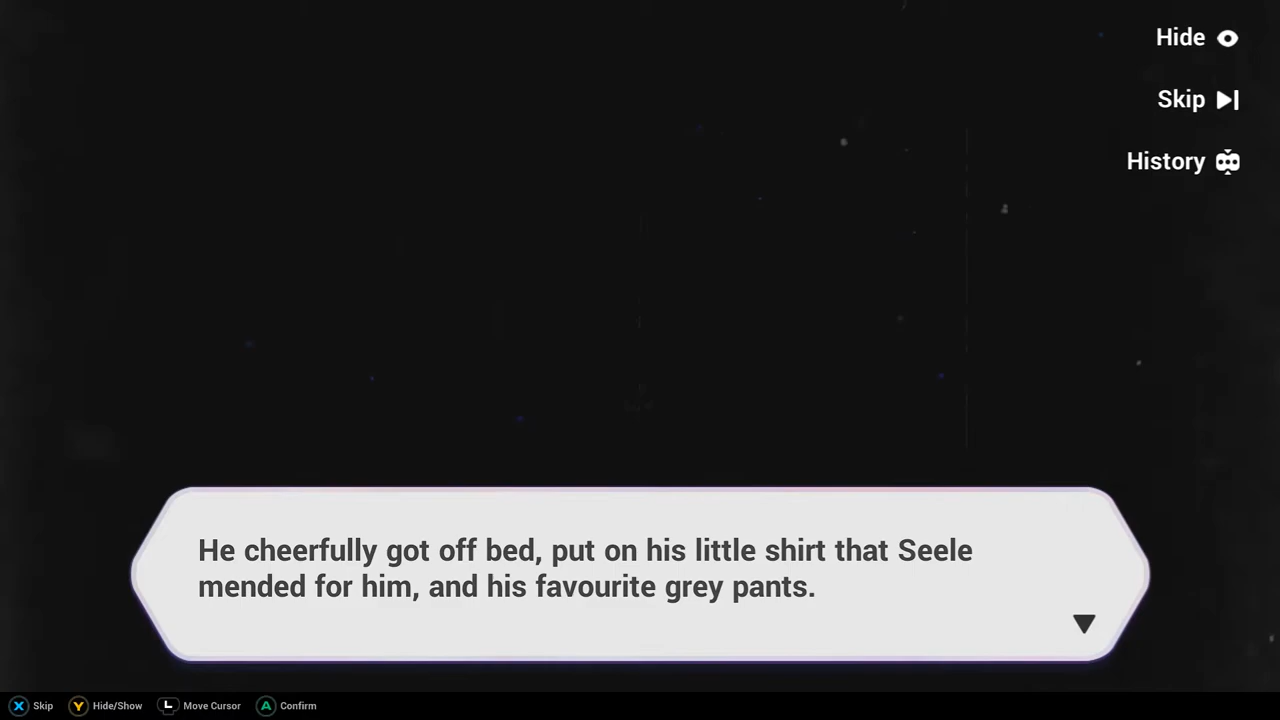 Hide
Skip
History
He cheerfully got off bed, put on his little shirt that Seele
mended for him, and his favourite grey pants.
X Skip Y Hide/Show L Move Cursor A Confirm